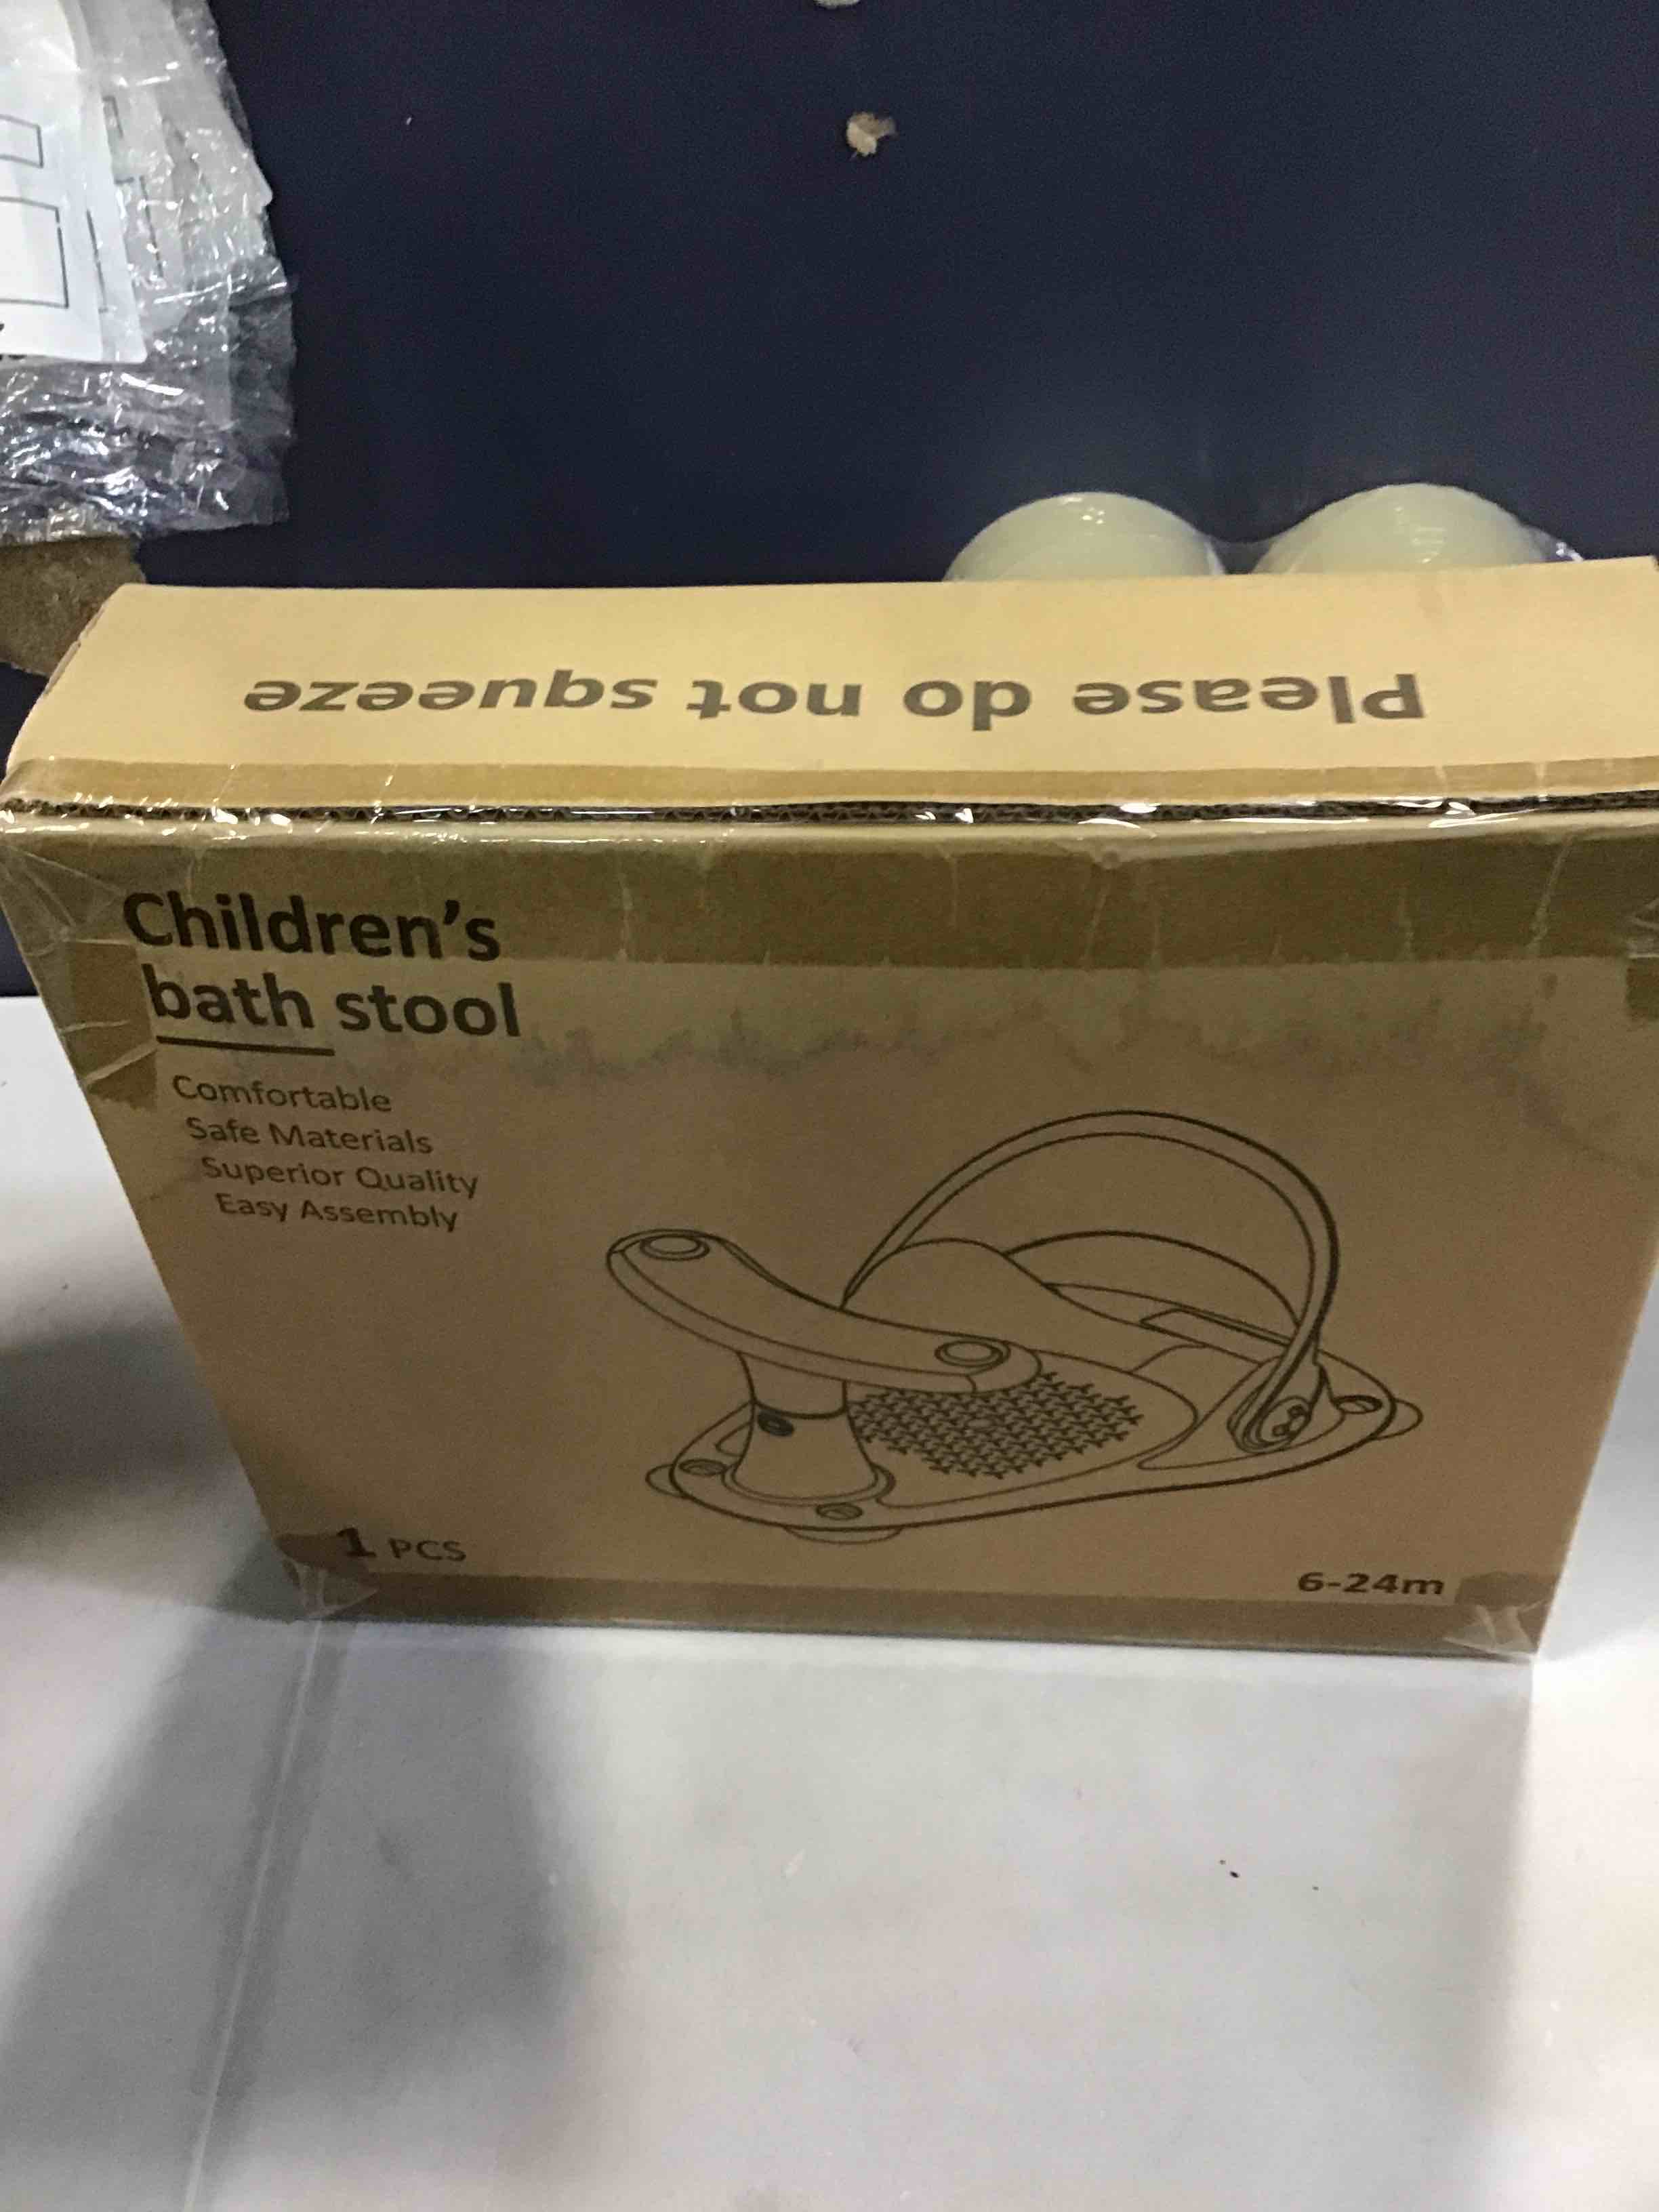 Please do not squeeze
Children's
bath stool
Comfortable
Safe Materials
Superior Quality
Easy Assembly
1 PCS
6-24m